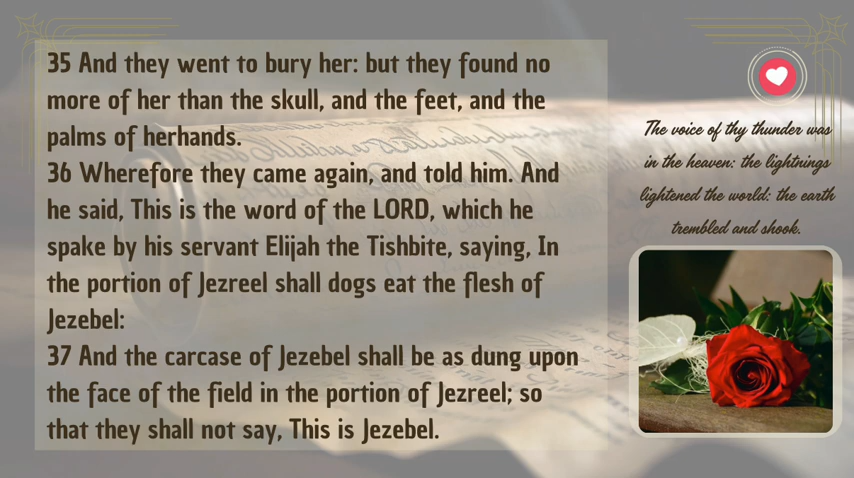 35 And they went to bury her: but they found no
more of her than the skull, and the feet, and the
palms of herhands.
36 Wherefore they came again, and told him. And
he said, This is the word of the LORD, which he
spake by his servant Elijah the Tishbite, saying, In
the portion of Jezreel shall dogs eat the flesh of
Jezebel:
37 And the carcase of Jezebel shall be as dung upon
the face of the field in the portion of Jezreel; so
that they shall not say, This is Jezebel.
The voice of thy thunder was
in the heaven: the lightnings
lightened the world: the earth
trembled and shook.